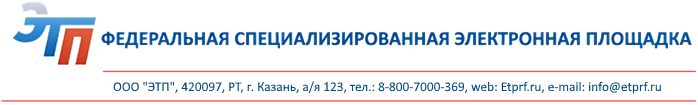 ЭТП
ФЕДЕРАЛЬНАЯ СПЕЦИАЛИЗИРОВАННАЯ ЭЛЕКТРОННАЯ ПЛОЩАДКА
ООО "ЭТП", 420097, РТ, г. Казань, а/я 123, тел.: 8-800-7000-369, web: Etprf.ru, e-mail: info@etprf.ru